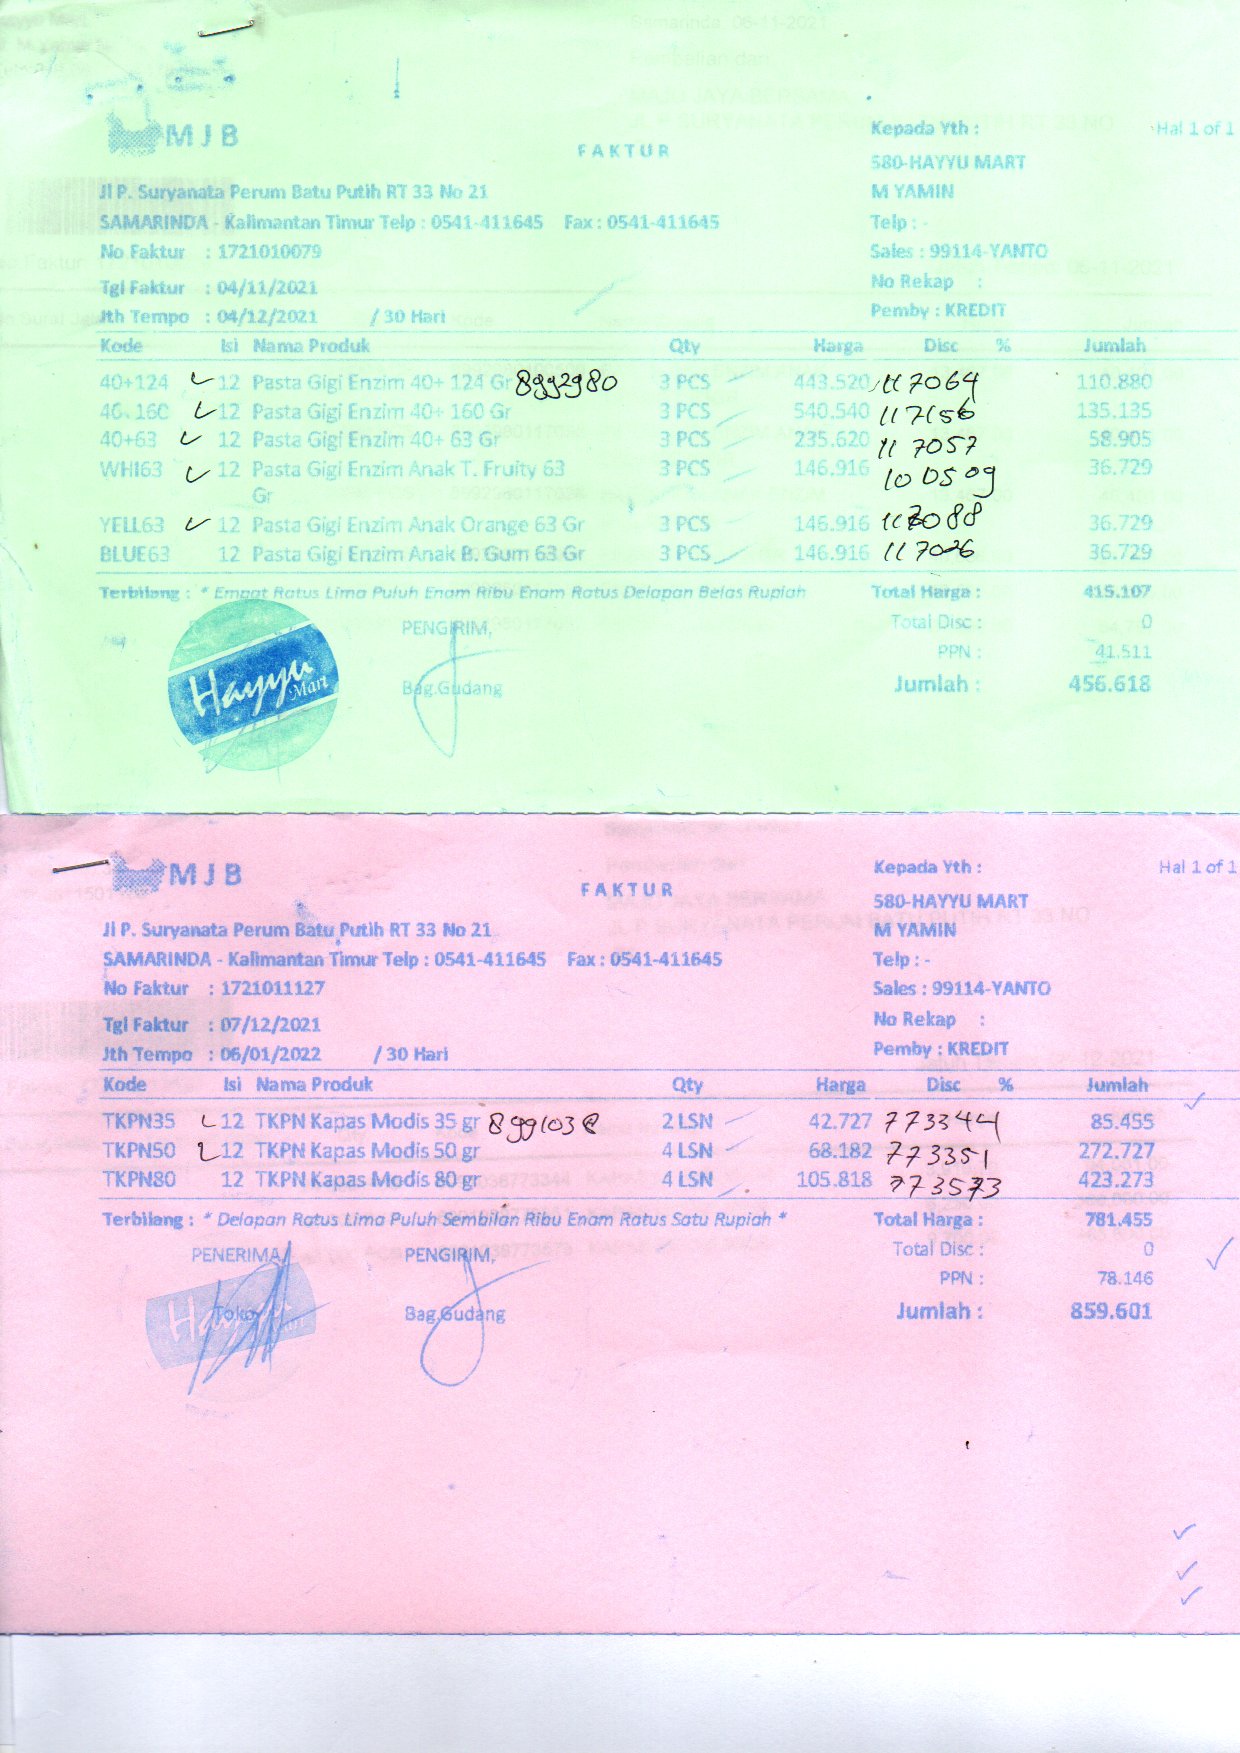 MJB
FAKTUR
Kepada Yth :
Hal 1 of 1
580-HAYYU MART
Jl P. Suryanata Perum Batu Putih RT 33 No 21
M YAMIN
SAMARINDA - Kalimantan Timur Telp : 0541-411645 Fax : 0541-411645
Telp : -
No Faktur : 1721010079
Sales : 99114-YANTO
Tgl Faktur : 04/11/2021
No Rekap :
Jth Tempo : 04/12/2021 / 30 Hari
Pemby : KREDIT
Kode Isi Nama Produk Qty Harga Disc % Jumlah
40+124 12 Pasta Gigi Enzim 40+ 124 Gr 8992980 3 PCS 443.520 117064 110.880
40+160 12 Pasta Gigi Enzim 40+ 160 Gr 3 PCS 540.540 117156 135.135
40+63 12 Pasta Gigi Enzim 40+ 63 Gr 3 PCS 235.620 117057 58.905
WHI63 12 Pasta Gigi Enzim Anak T. Fruity 63 3 PCS 146.916 100509 36.729
Gr
YELL63 12 Pasta Gigi Enzim Anak Orange 63 Gr 3 PCS 146.916 36.729
BLUE63 12 Pasta Gigi Enzim Anak B. Gum 63 Gr 3 PCS 146.916 117026 36.729
Terbilang : * Empat Ratus Lima Puluh Enam Ribu Enam Ratus Delapan Belas Rupiah
Total Harga : 415.107
PENGIRIM,
Total Disc : 0
PPN : 41.511
Hayyu Mart
Bag.Gudang
Jumlah : 456.618
MJB
FAKTUR
Kepada Yth :
Hal 1 of 1
580-HAYYU MART
Jl P. Suryanata Perum Batu Putih RT 33 No 21
M YAMIN
SAMARINDA - Kalimantan Timur Telp : 0541-411645 Fax : 0541-411645
Telp : -
No Faktur : 1721011127
Sales : 99114-YANTO
Tgl Faktur : 07/12/2021
No Rekap :
Jth Tempo : 06/01/2022 / 30 Hari
Pemby : KREDIT
Kode Isi Nama Produk Qty Harga Disc % Jumlah
TKPN35 12 TKPN Kapas Modis 35 gr 2 LSN 42.727 773344 85.455
TKPN50 12 TKPN Kapas Modis 50 gr 4 LSN 68.182 773351 272.727
TKPN80 12 TKPN Kapas Modis 80 gr 4 LSN 105.818 773573 423.273
Terbilang : * Delapan Ratus Lima Puluh Sembilan Ribu Enam Ratus Satu Rupiah *
Total Harga : 781.455
PENERIMA PENGIRIM,
Total Disc : 0
PPN : 78.146
Hayyu Mart
Toko
Bag.Gudang
Jumlah : 859.601